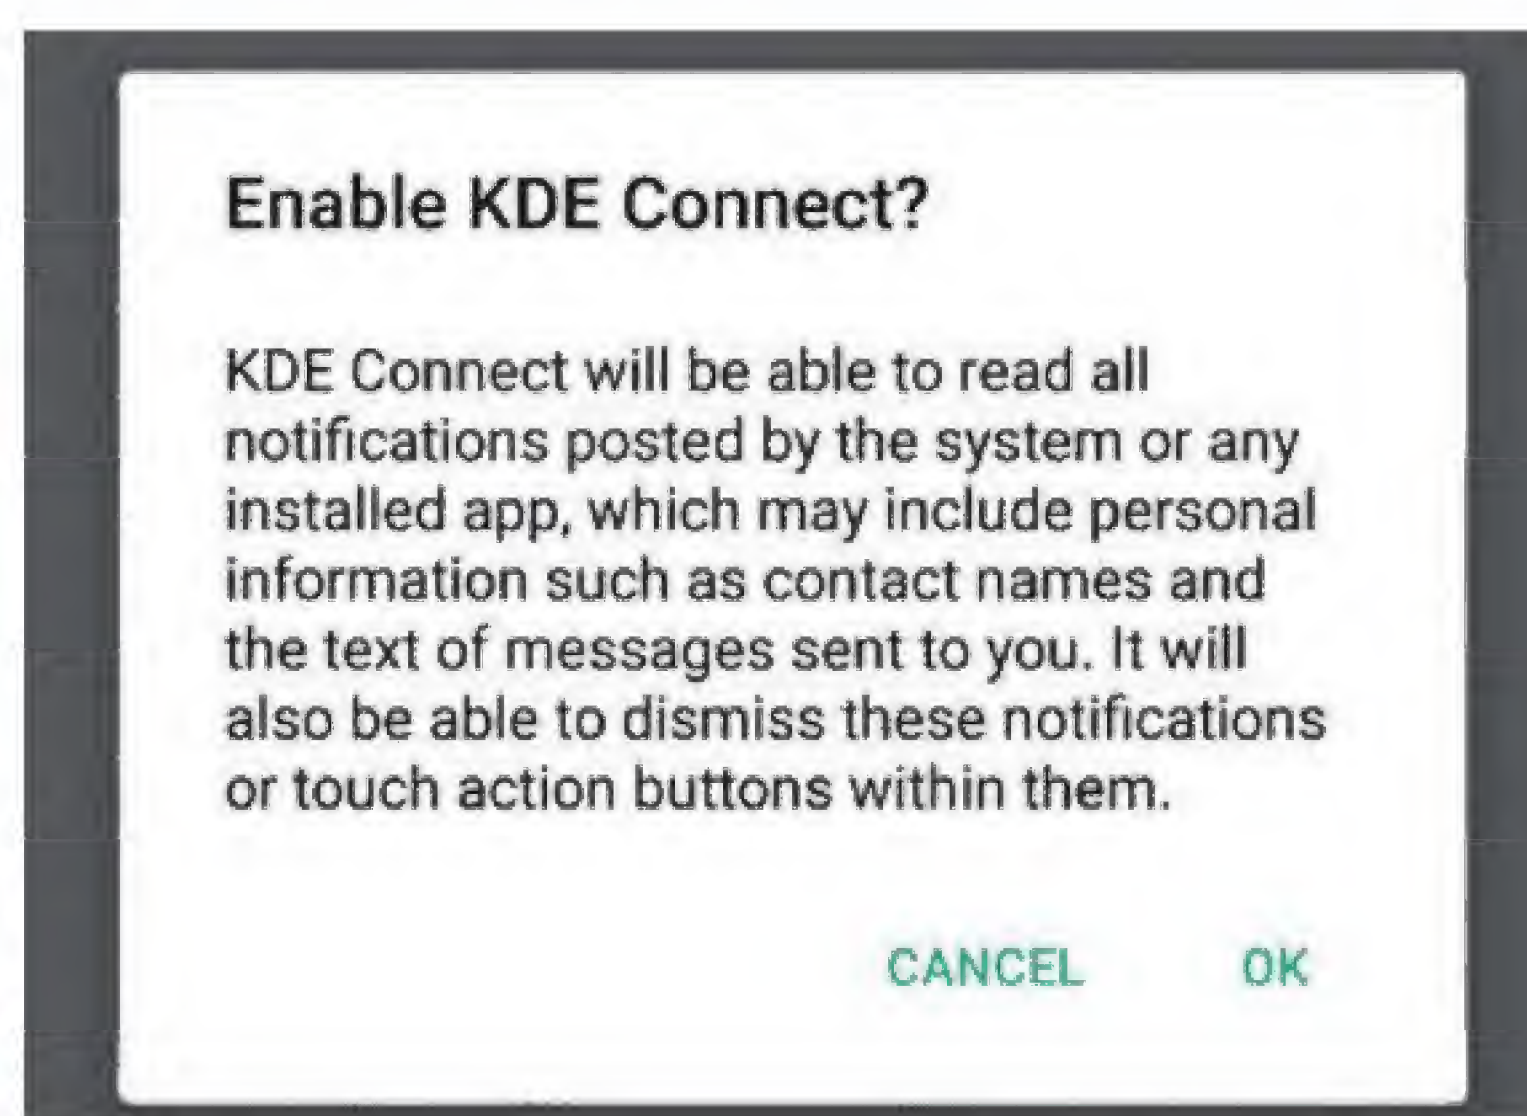 Enable KDE Connect?
KDE Connect will be able to read all
notifications posted by the system or any
installed app, which may include personal
information such as contact names and
the text of messages sent to you. It will
also be able to dismiss these notifications
or touch action buttons within them.
CANCEL OK